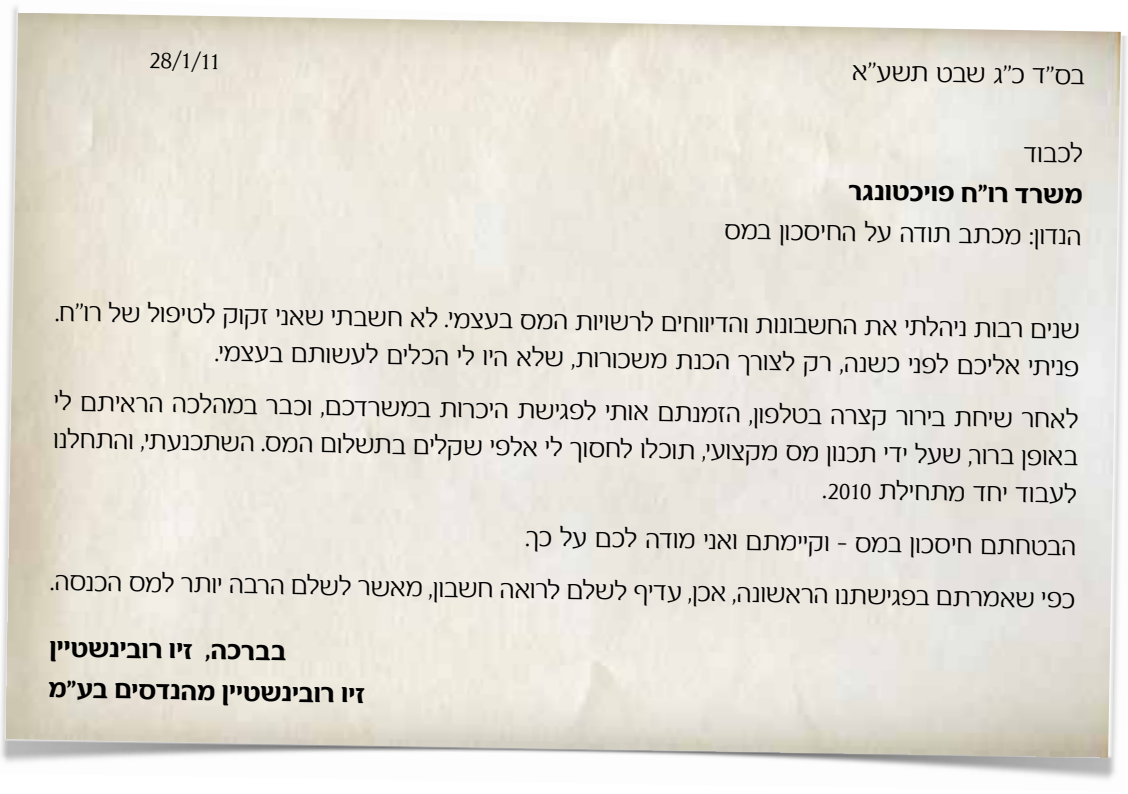 בס"ד כ"ג שבט תשע"א 28/1/11
לכבוד
משרד רו"ח פויכטונגר
הנדון: מכתב תודה על החיסכון במס
שנים רבות ניהלתי את החשבונות והדיווחים לרשויות המס בעצמי. לא חשבתי שאני זקוק לטיפול של רו"ח.
פניתי אליכם לפני כשנה, רק לצורך הכנת משכורות, שלא היו לי הכלים לעשותם בעצמי.
לאחר שיחת בירור קצרה בטלפון, הזמנתם אותי לפגישת היכרות במשרדכם, וכבר במהלכה הראיתם לי
באופן ברור, שעל ידי תכנון מס מקצועי, תוכלו לחסוך לי אלפי שקלים בתשלום המס. השתכנעתי, והתחלנו
לעבוד יחד מתחילת 2010.
הבטחתם חיסכון במס - וקיימתם ואני מודה לכם על כך.
כפי שאמרתם בפגישתנו הראשונה, אכן, עדיף לשלם לרואה חשבון, מאשר לשלם הרבה יותר למס הכנסה.
בברכה, זיו רובינשטיין
זיו רובינשטיין מהנדסים בע"מ